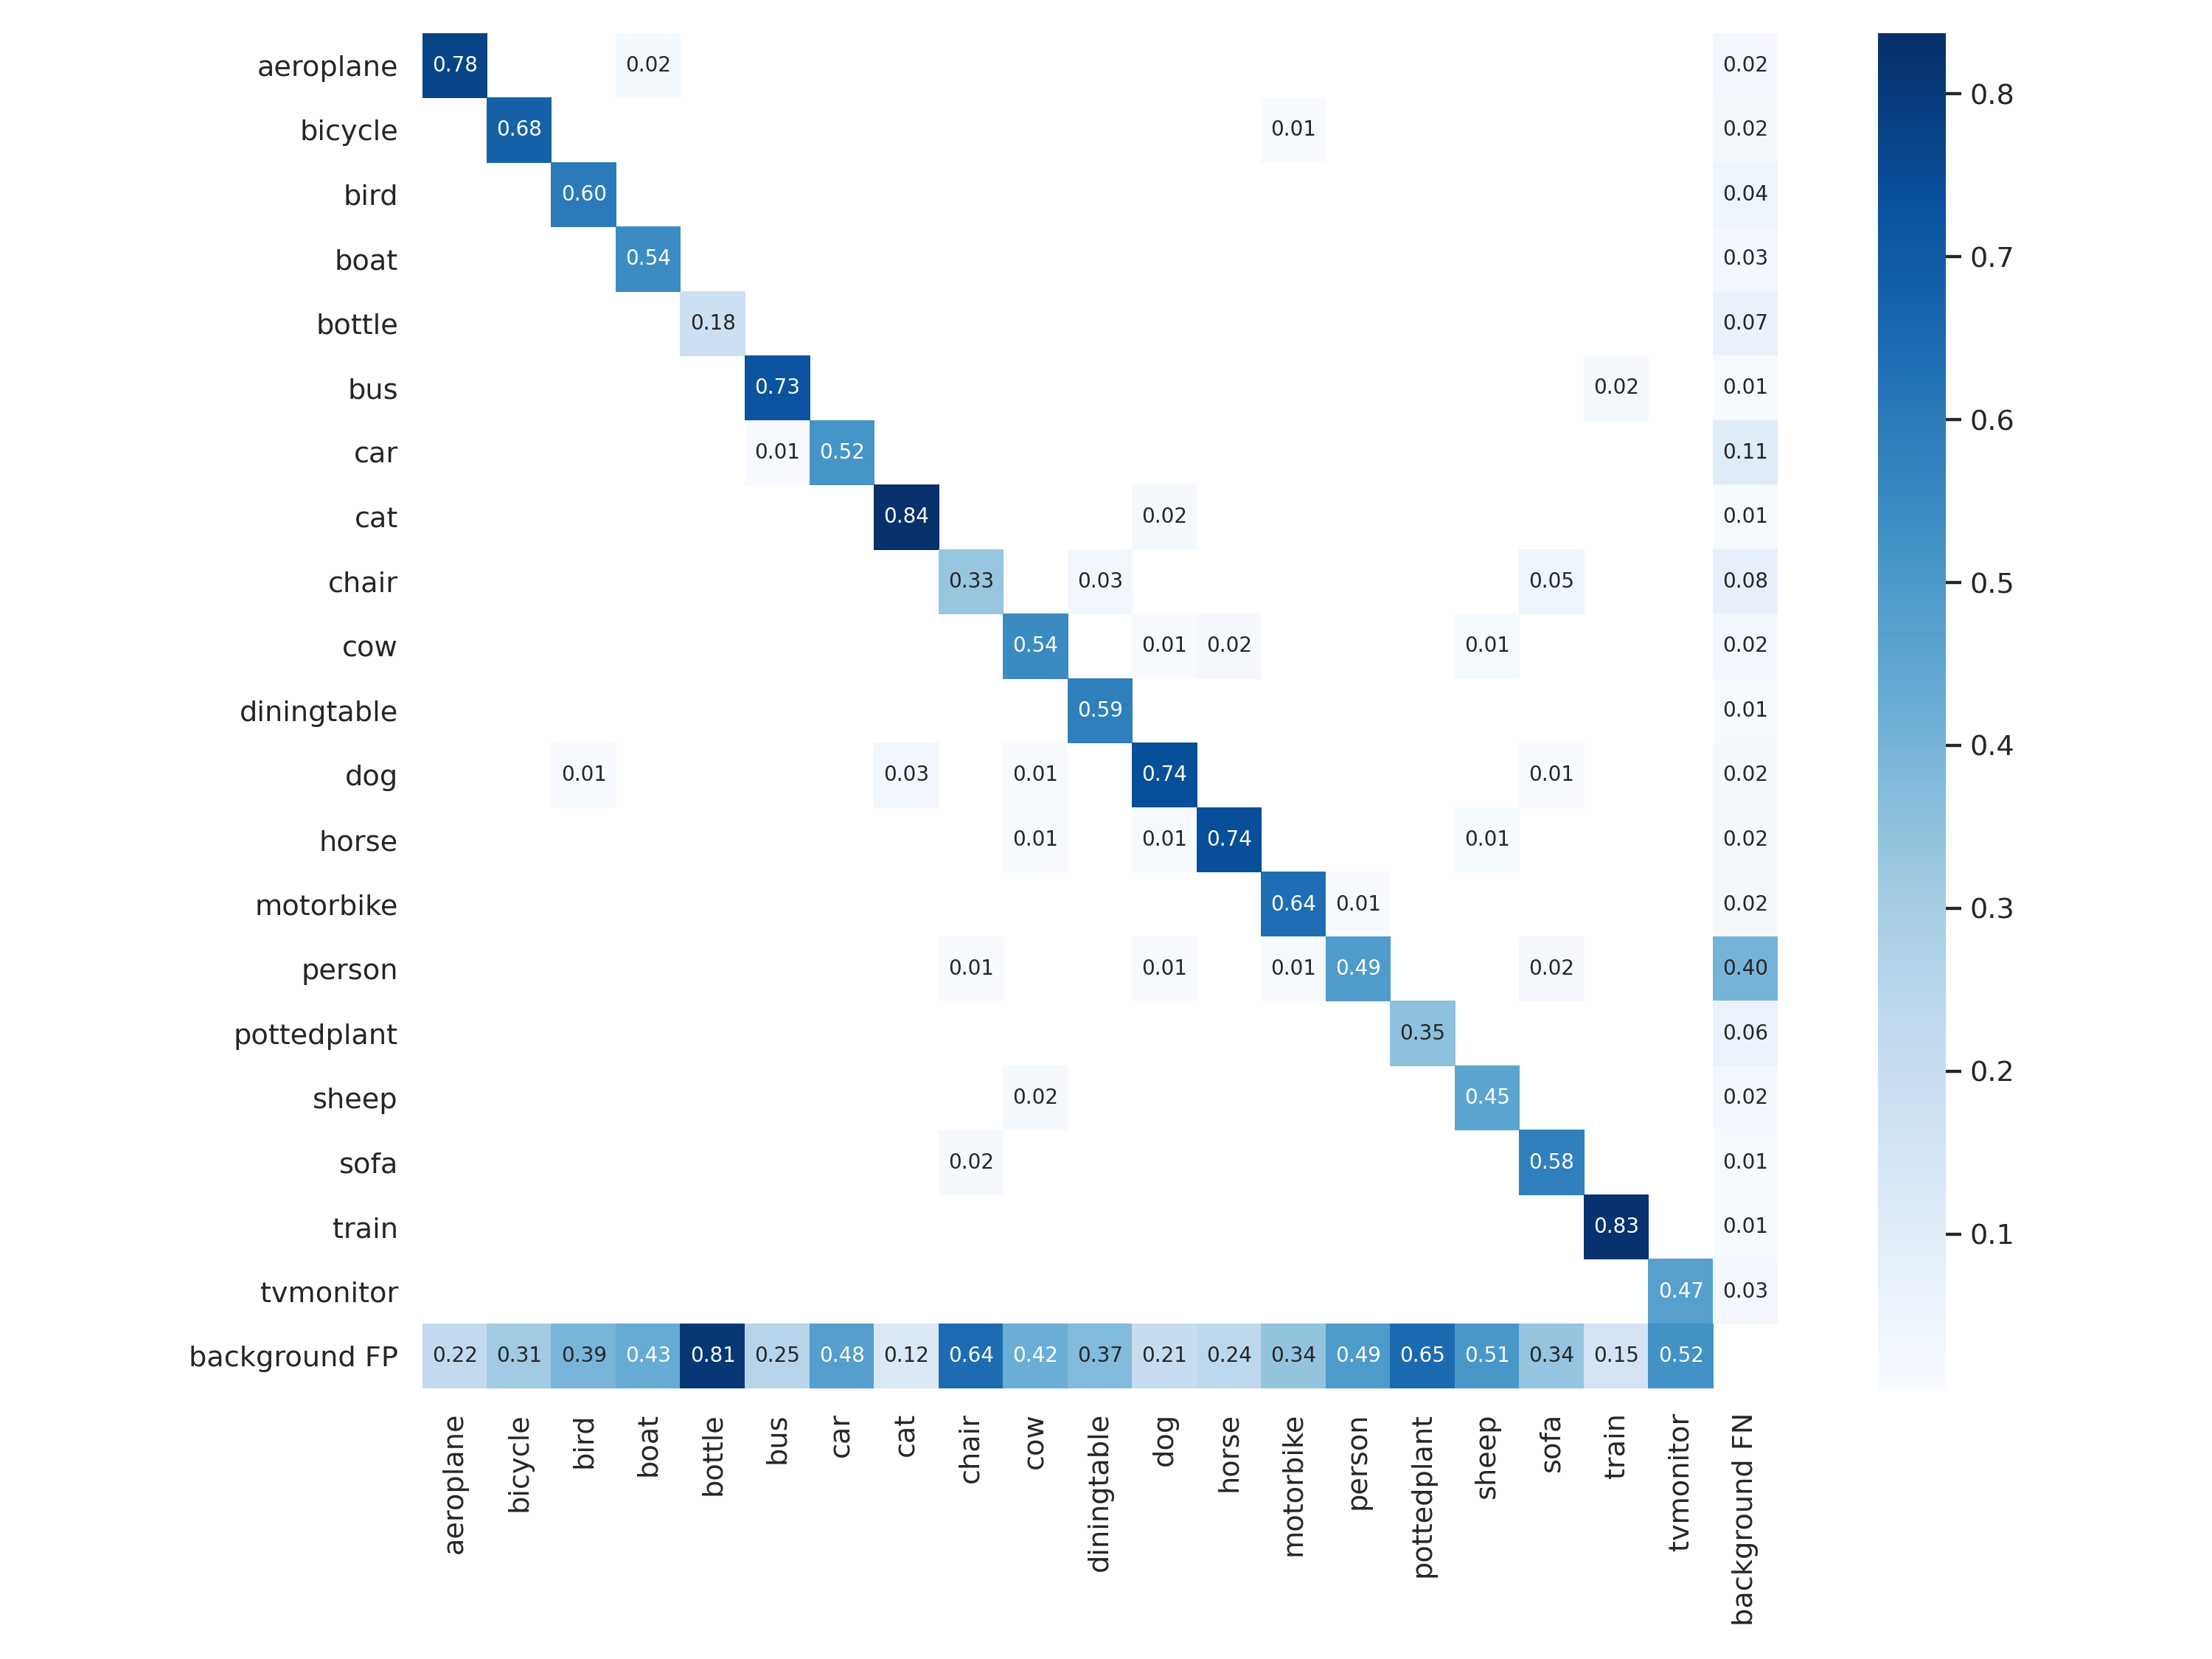 aeroplane 0.78 0.02 0.02
0.8
bicycle 0.68 0.01 0.02
bird 0.60 0.04
0.7
boat 0.54 0.03
bottle 0.18 0.07
bus 0.73 0.02 0.01
0.6
car 0.01 0.52 0.11
cat 0.84 0.02 0.01
0.5
chair 0.33 0.03 0.05 0.08
cow 0.54 0.01 0.02 0.01 0.02
diningtable 0.59 0.01
0.4
dog 0.01 0.03 0.01 0.74 0.01 0.02
horse 0.01 0.01 0.74 0.01 0.02
motorbike 0.64 0.01 0.02
0.3
person 0.01 0.01 0.01 0.49 0.02 0.40
pottedplant 0.35 0.06
0.2
sheep 0.02 0.45 0.02
sofa 0.02 0.58 0.01
train 0.83 0.01
0.1
tvmonitor 0.47 0.03
background FP 0.22 0.31 0.39 0.43 0.81 0.25 0.48 0.12 0.64 0.42 0.37 0.21 0.24 0.34 0.49 0.65 0.51 0.34 0.15 0.52
aeroplane
bicycle
bird
boat
bottle
bus
car
cat
chair
cow
diningtable
dog
horse
motorbike
person
pottedplant
sheep
sofa
train
tvmonitor
background FN